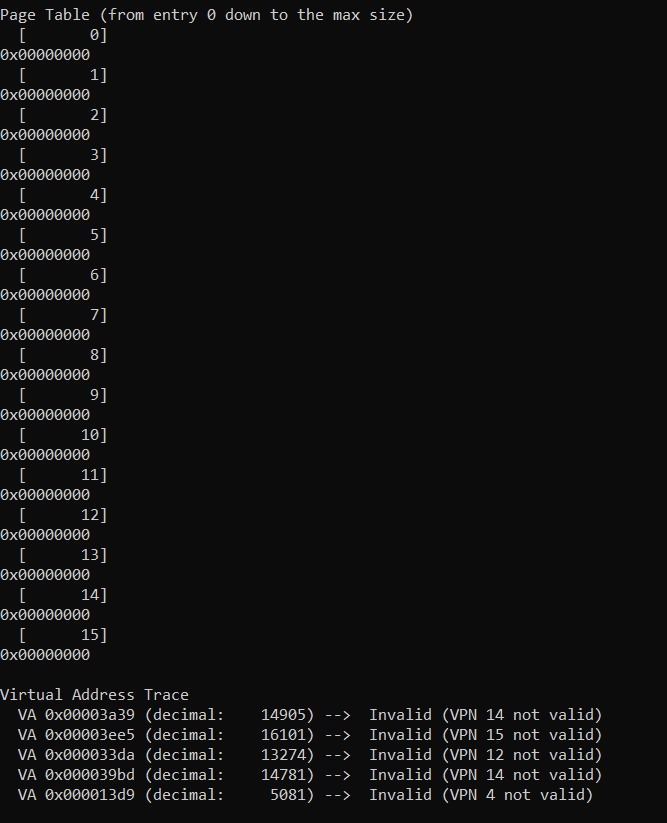 Page Table (from entry 0 down to the max size)
  [       0]
0x00000000
  [       1]
0x00000000
  [       2]
0x00000000
  [       3]
0x00000000
  [       4]
0x00000000
  [       5]
0x00000000
  [       6]
0x00000000
  [       7]
0x00000000
  [       8]
0x00000000
  [       9]
0x00000000
  [      10]
0x00000000
  [      11]
0x00000000
  [      12]
0x00000000
  [      13]
0x00000000
  [      14]
0x00000000
  [      15]
0x00000000

Virtual Address Trace
  VA 0x00003a39 (decimal:    14905) -->  Invalid (VPN 14 not valid)
  VA 0x00003ee5 (decimal:    16101) -->  Invalid (VPN 15 not valid)
  VA 0x000033da (decimal:    13274) -->  Invalid (VPN 12 not valid)
  VA 0x000039bd (decimal:    14781) -->  Invalid (VPN 14 not valid)
  VA 0x000013d9 (decimal:     5081) -->  Invalid (VPN 4 not valid)